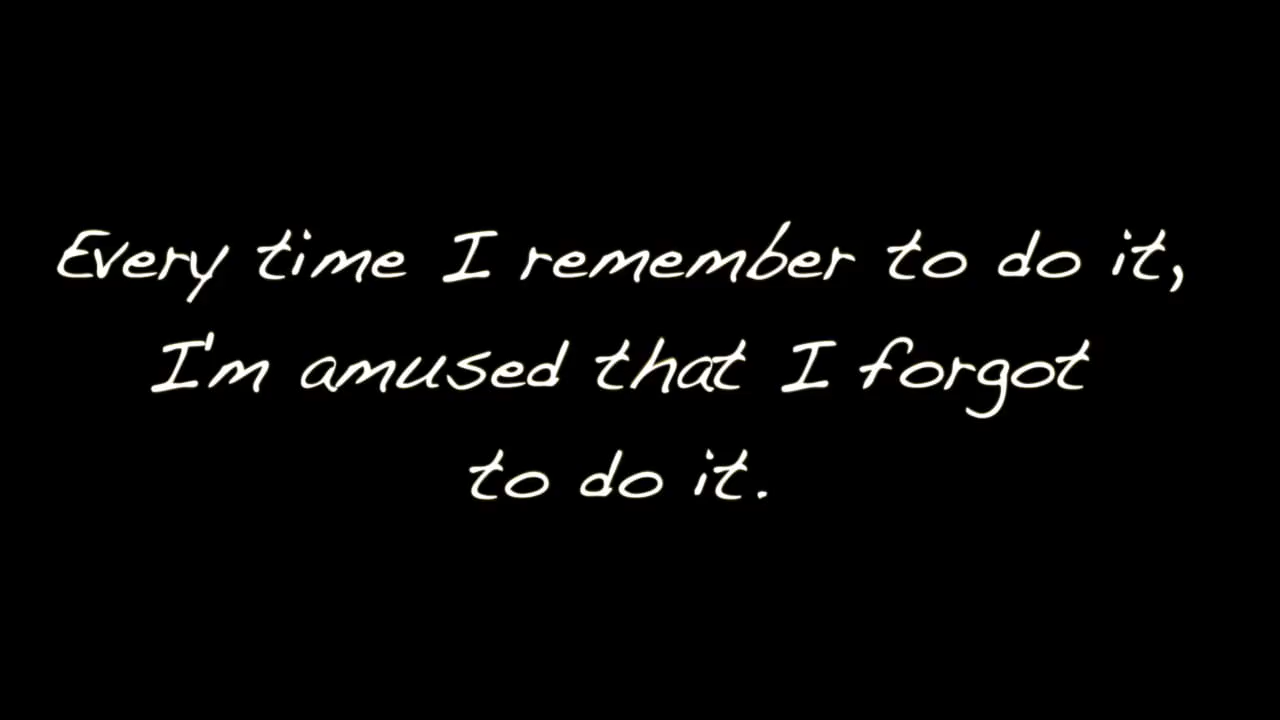 Every time I remember to do it,
I'm amused that I forgot
to do it.